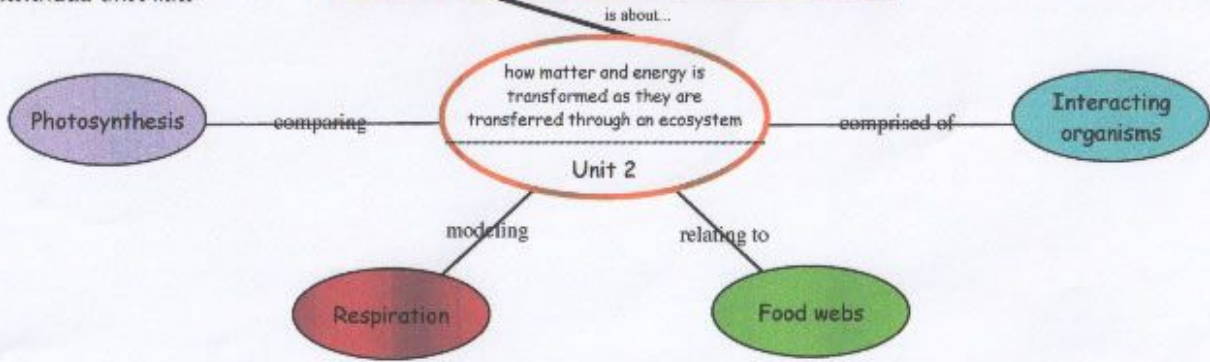 is about...
how matter and energy is
transformed as they are
transferred through an ecosystem
Unit 2
Photosynthesis
comparing
comprised of
Interacting
organisms
modeling
relating to
Respiration
Food webs